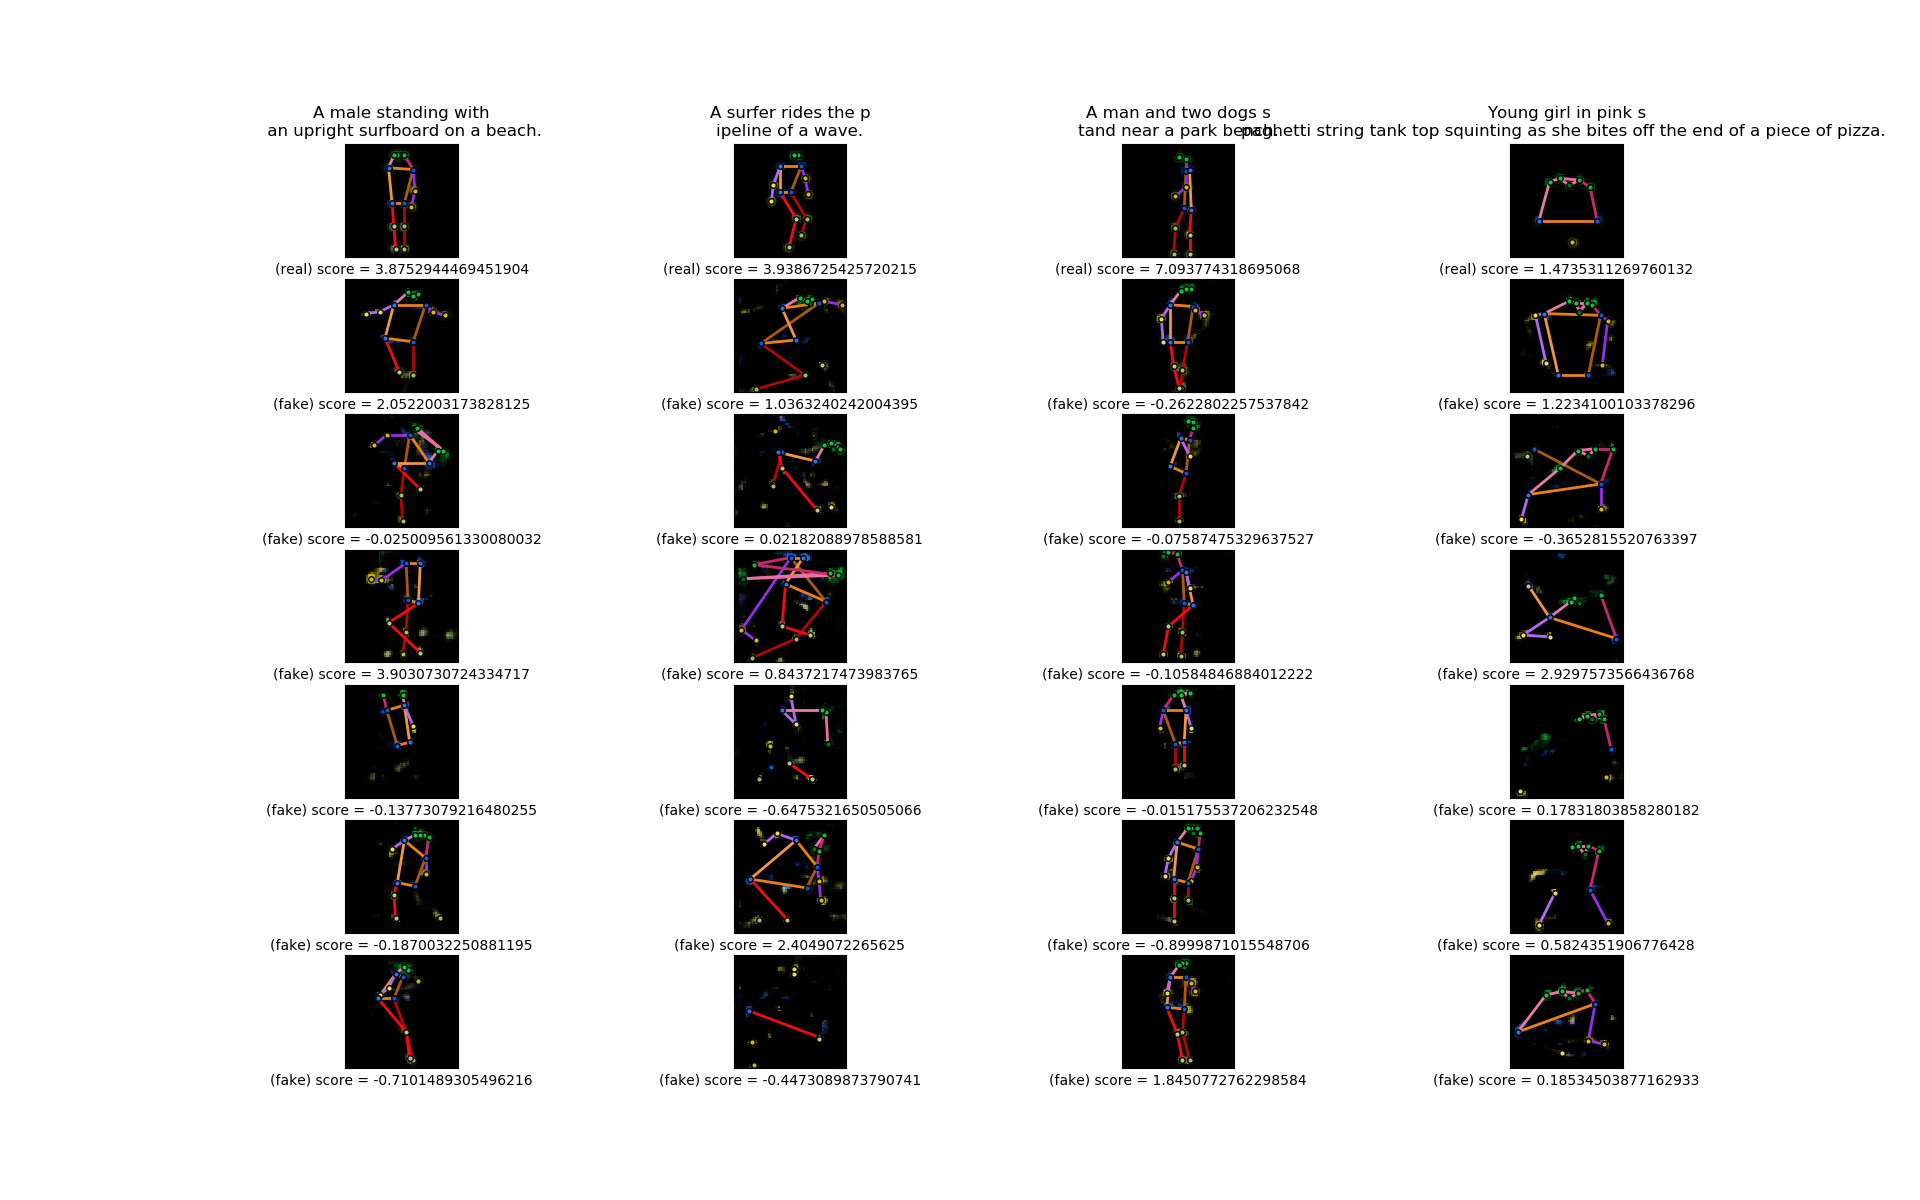 A male standing with
an upright surfboard on a beach.
A surfer rides the p
ipeline of a wave.
A man and two dogs s
tand near a park bench.
Young girl in pink s
paghetti string tank top squinting as she bites off the end of a piece of pizza.
(real) score = 3.8752944469451904
(real) score = 3.9386725425720215
(real) score = 7.093774318695068
(real) score = 1.4735311269760132
(fake) score = 2.0522003173828125
(fake) score = 1.0363240242004395
(fake) score = -0.2622802257537842
(fake) score = 1.2234100103378296
(fake) score = -0.025009561330080032
(fake) score = 0.02182088978588581
(fake) score = -0.07587475329637527
(fake) score = -0.3652815520763397
(fake) score = 3.9030730724334717
(fake) score = 0.8437217473983765
(fake) score = -0.10584846884012222
(fake) score = 2.9297573566436768
(fake) score = -0.13773079216480255
(fake) score = -0.6475321650505066
(fake) score = -0.015175537206232548
(fake) score = 0.17831803858280182
(fake) score = -0.1870032250881195
(fake) score = 2.4049072265625
(fake) score = -0.8999871015548706
(fake) score = 0.5824351906776428
(fake) score = -0.7101489305496216
(fake) score = -0.4473089873790741
(fake) score = 1.8450772762298584
(fake) score = 0.18534503877162933